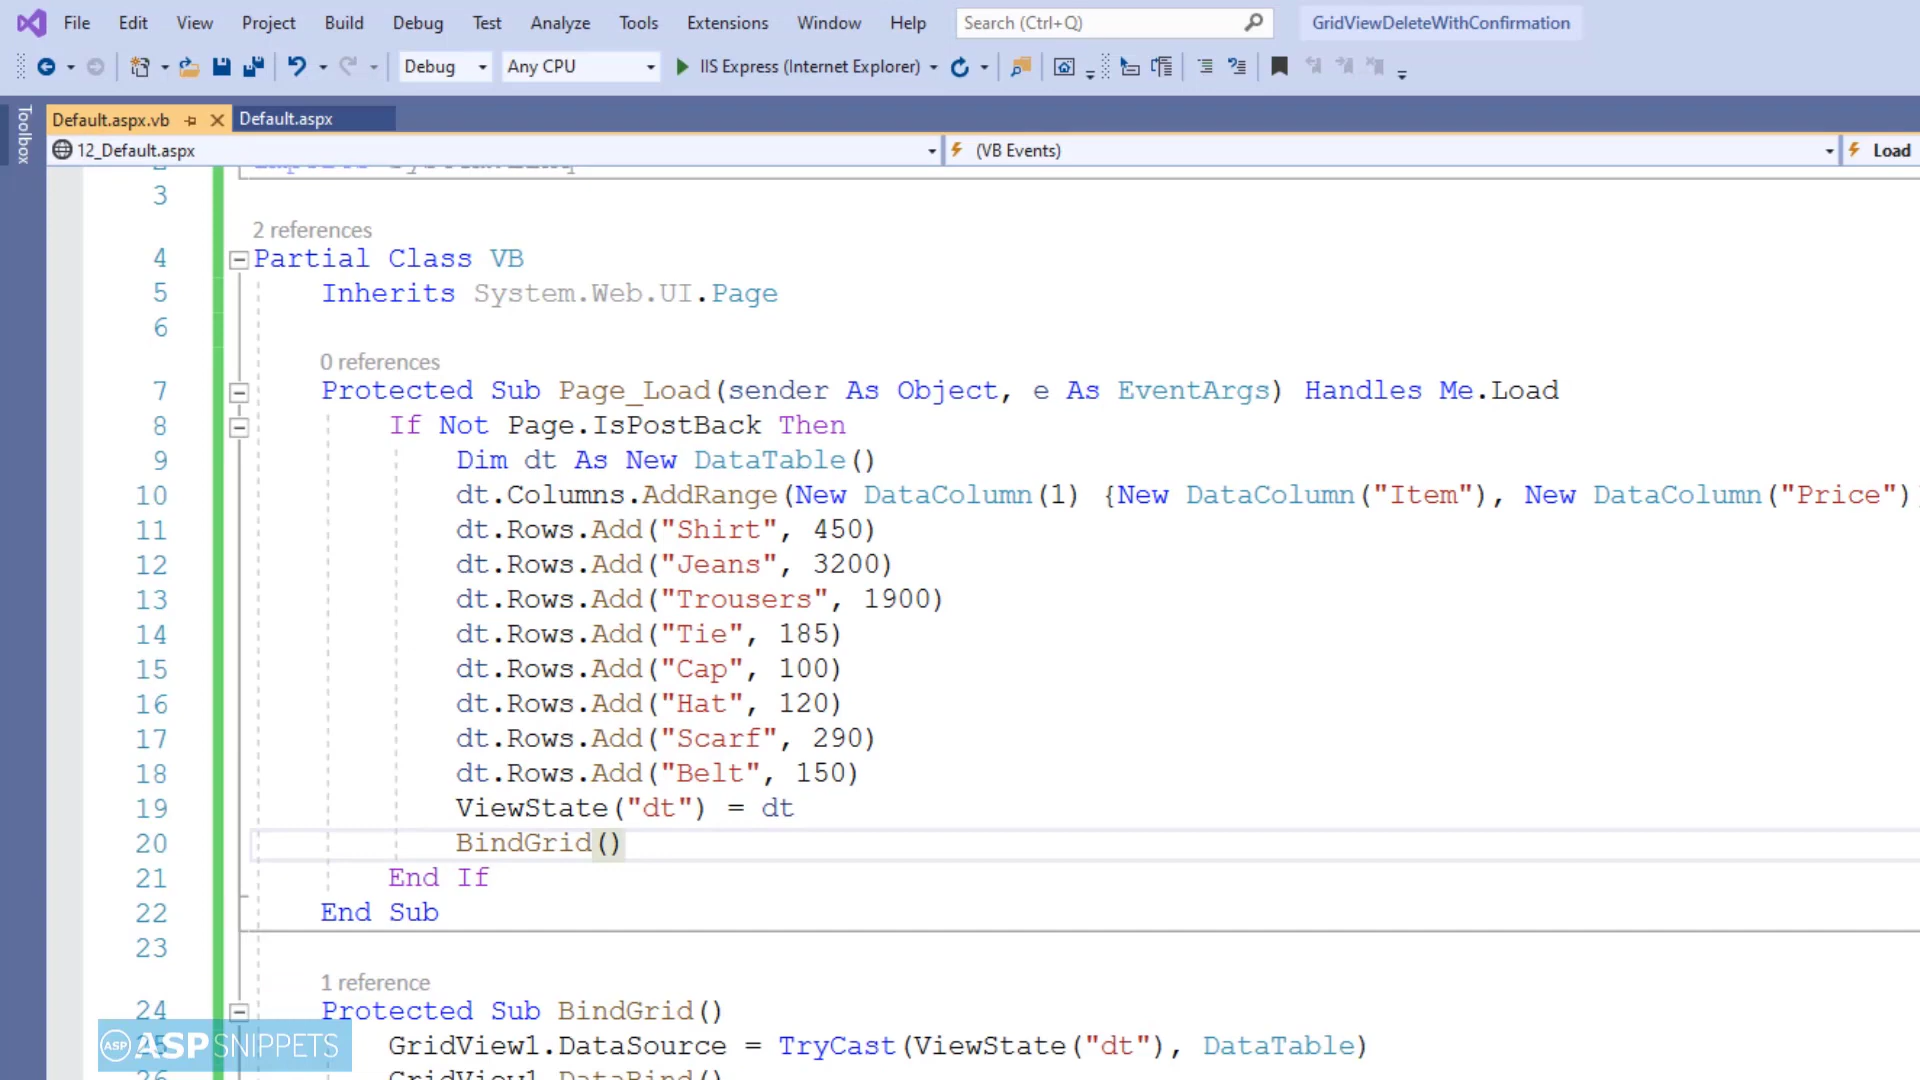 File Edit View Project Build Debug Test Analyze Tools Extensions Window Help Search (Ctrl+Q) GridViewDeleteWithConfirmation
Debug Any CPU IIS Express (Internet Explorer)
Toolbox
Default.aspx.vb Default.aspx
12_Default.aspx (VB Events) Load
3
2 references
4 Partial Class VB
5 Inherits System.Web.UI.Page
6
0 references
7 Protected Sub Page_Load(sender As Object, e As EventArgs) Handles Me.Load
8 If Not Page.IsPostBack Then
9 Dim dt As New DataTable()
10 dt.Columns.AddRange(New DataColumn(1) {New DataColumn("Item"), New DataColumn("Price")
11 dt.Rows.Add("Shirt", 450)
12 dt.Rows.Add("Jeans", 3200)
13 dt.Rows.Add("Trousers", 1900)
14 dt.Rows.Add("Tie", 185)
15 dt.Rows.Add("Cap", 100)
16 dt.Rows.Add("Hat", 120)
17 dt.Rows.Add("Scarf", 290)
18 dt.Rows.Add("Belt", 150)
19 ViewState("dt") = dt
20 BindGrid()
21 End If
22 End Sub
23
1 reference
24 Protected Sub BindGrid()
25 GridView1.DataSource = TryCast(ViewState("dt"), DataTable)
26 GridView1.DataBind()
ASP ASPSNIPPETS